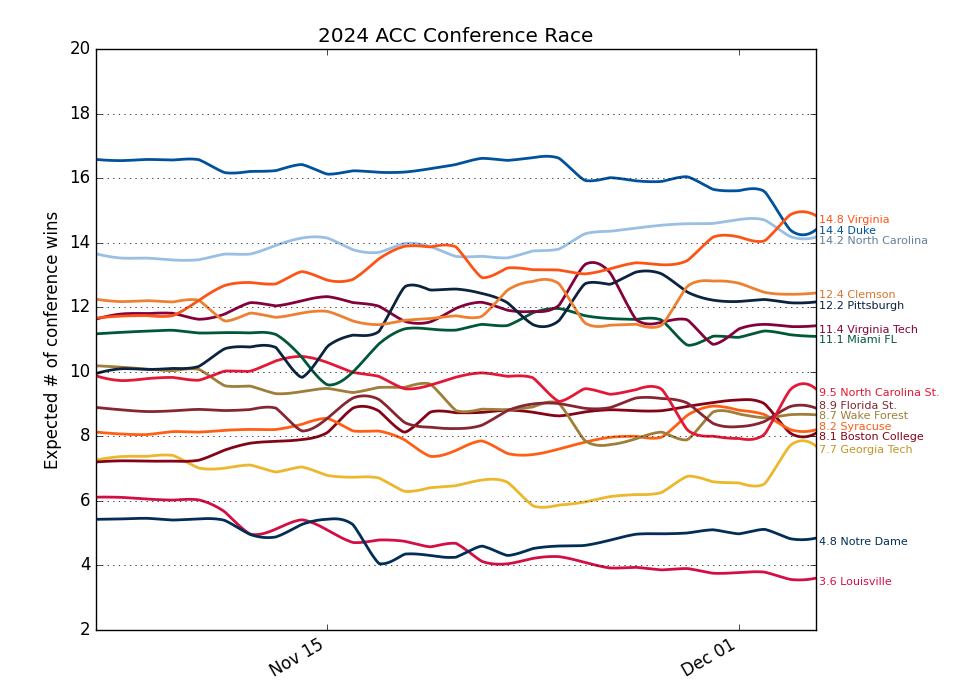 2024 ACC Conference Race
Expected # of conference wins
20
18
16
14
12
10
8
6
4
2
Nov 15
Dec 01
14.8 Virginia
14.4 Duke
14.2 North Carolina
12.4 Clemson
12.2 Pittsburgh
11.4 Virginia Tech
11.1 Miami FL
9.5 North Carolina St.
8.9 Florida St.
8.7 Wake Forest
8.2 Syracuse
8.1 Boston College
7.7 Georgia Tech
4.8 Notre Dame
3.6 Louisville